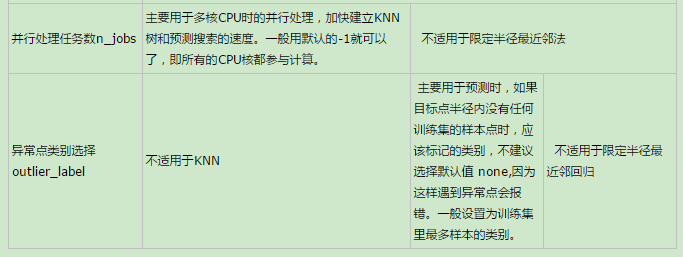 并行处理任务数n_jobs
主要用于多核CPU时的并行处理，加快建立KNN
树和预测搜索的速度。一般用默认的-1就可以
了，即所有的CPU核都参与计算。
不适用于限定半径最近邻法
异常点类别选择
outlier_label
不适用于KNN
主要用于预测时，如果
目标点半径内没有任何
训练集的样本点时，应
该标记的类别，不建议
选择默认值 none,因为
这样遇到异常点会报
错。一般设置为训练集
里最多样本的类别。
不适用于限定半径最
近邻回归